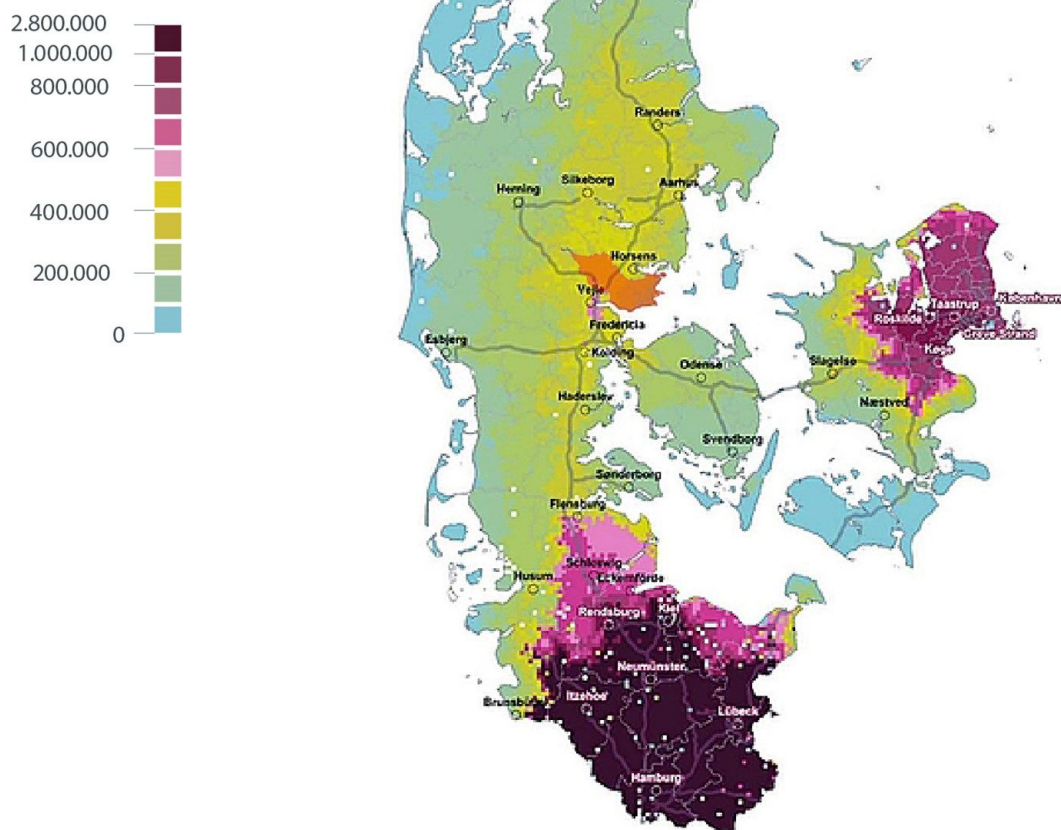 2.800.000
1.000.000
800.000
600.000
400.000
200.000
0
Randers
Silkeborg
Aarhus
Herning
Horsens
Vejle
København
Taastrup
Roskilde
Greve Strand
Fredericia
Esbjerg
Kolding
Køge
Odense
Slagelse
Haderslev
Næstved
Svendborg
Sønderborg
Flensburg
Schleswig
Husum
Eckernförde
Rendsburg
Kiel
Neumünster
Itzehoe
Brunsbüttel
Lübeck
Hamburg